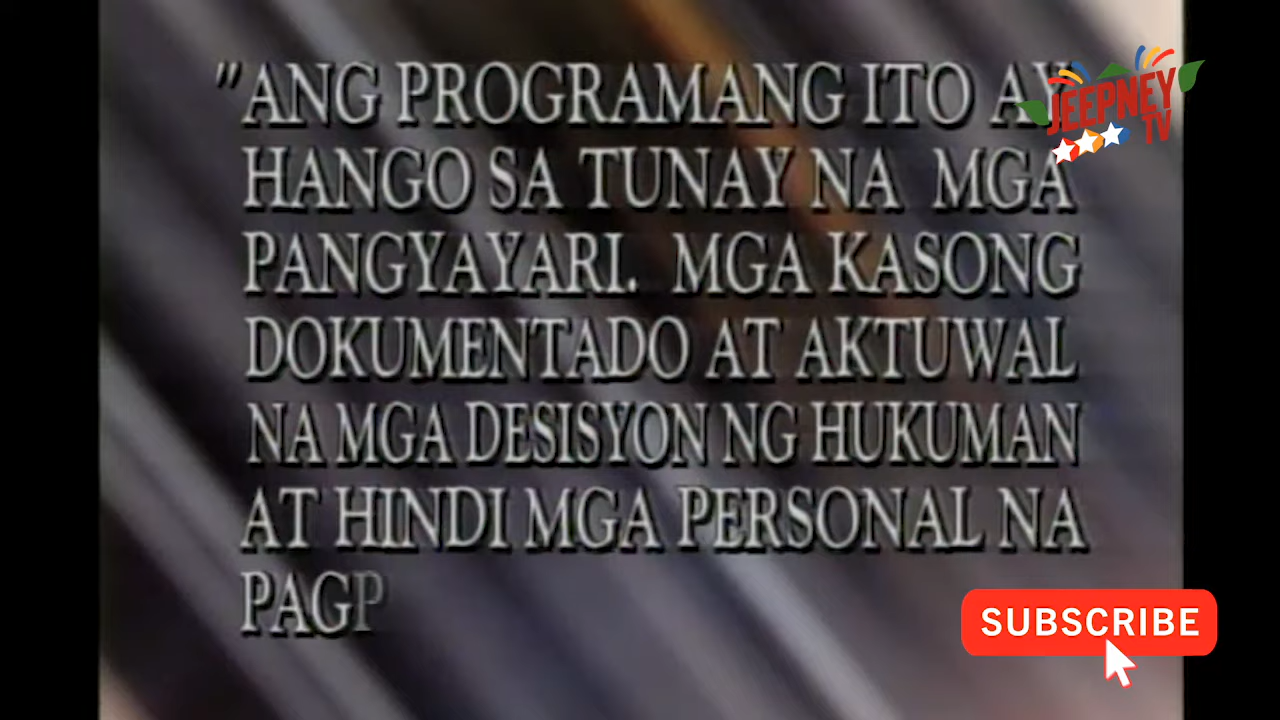 "ANG PROGRAMANG ITO AY
HANGO SA TUNAY NA MGA
PANGYAYARI. MGA KASONG
DOKUMENTADO AT AKTUWAL
NA MGA DESISYON NG HUKUMAN
AT HINDI MGA PERSONAL NA
PAGP
JEEPNEY
TV
SUBSCRIBE